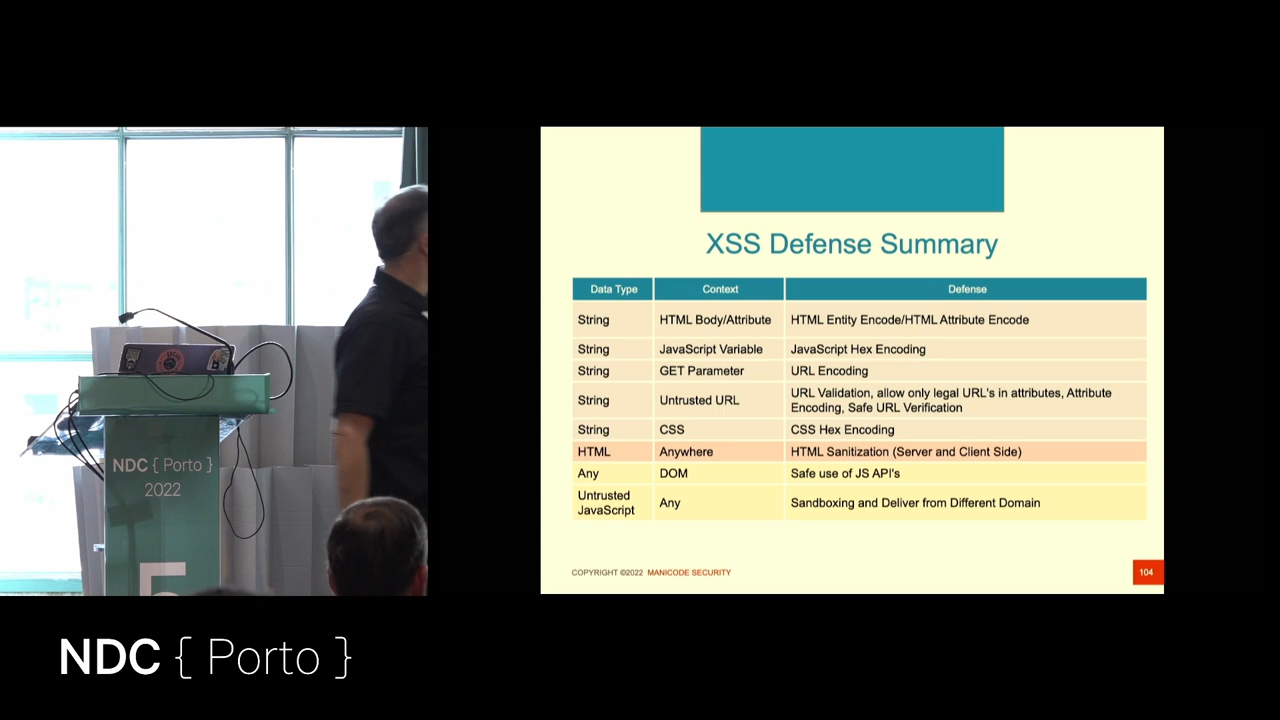 NDC { Porto }
2022
5
XSS Defense Summary
Data Type Context Defense
String HTML Body/Attribute HTML Entity Encode/HTML Attribute Encode
String JavaScript Variable JavaScript Hex Encoding
String GET Parameter URL Encoding
String Untrusted URL URL Validation, allow only legal URL's in attributes, Attribute
Encoding, Safe URL Verification
String CSS CSS Hex Encoding
HTML Anywhere HTML Sanitization (Server and Client Side)
Any DOM Safe use of JS API's
Untrusted
JavaScript Any Sandboxing and Deliver from Different Domain
COPYRIGHT ©2022 MANICODE SECURITY
104
NDC { Porto }